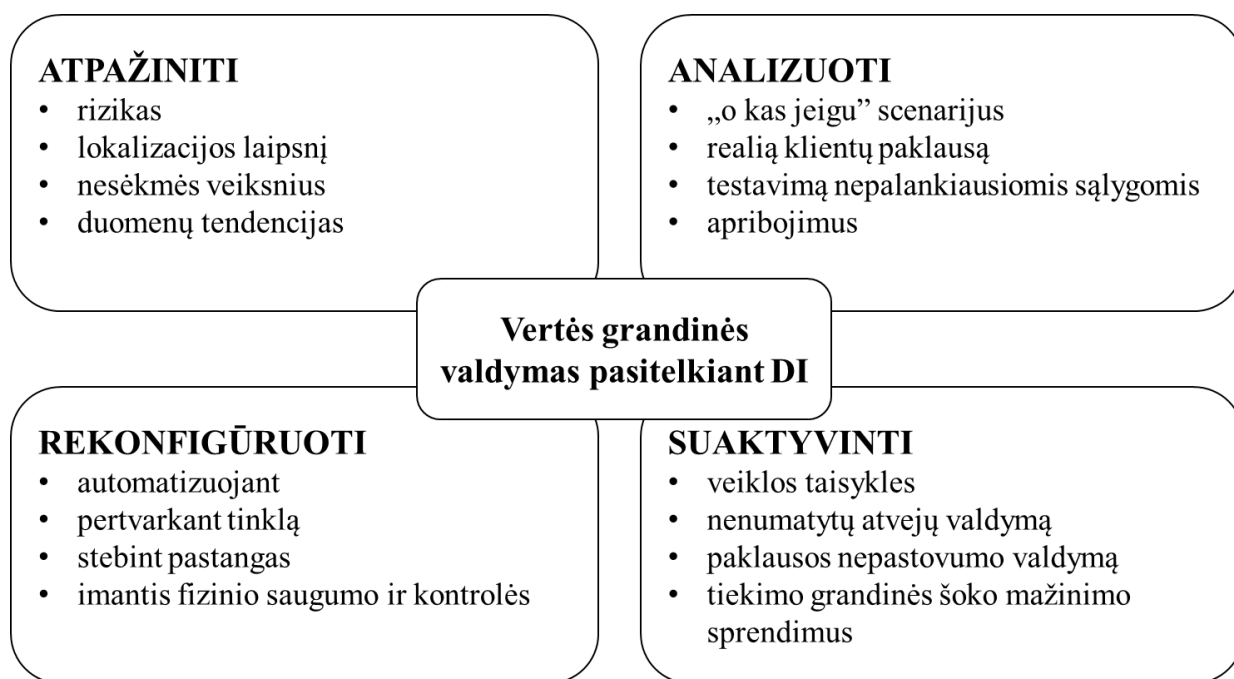 ATPAŽINITI
• rizikas
• lokalizacijos laipsnį
• nesėkmės veiksnius
• duomenų tendencijas
ANALIZUOTI
• „o kas jeigu” scenarijus
• realią klientų paklausą
• testavimą nepalankiausiomis sąlygomis
• apribojimus
Vertės grandinės
valdymas pasitelkiant DI
REKONFIGŪRUOTI
• automatizuojant
• pertvarkant tinklą
• stebint pastangas
• imantis fizinio saugumo ir kontrolės
SUAKTYVINTI
• veiklos taisykles
• nenumatytų atvejų valdymą
• paklausos nepastovumo valdymą
• tiekimo grandinės šoko mažinimo
sprendimus